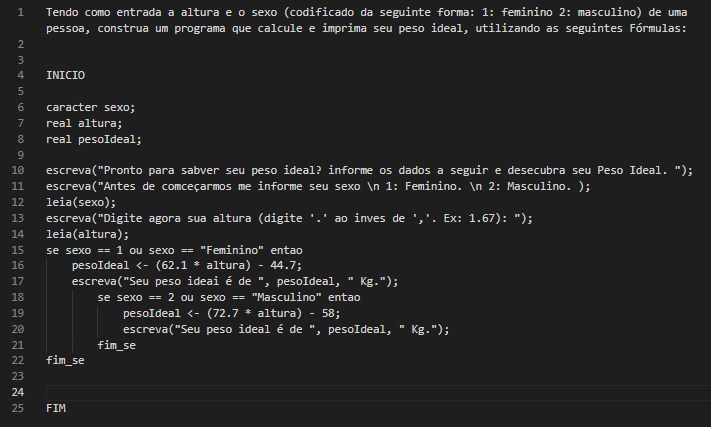 1 Tendo como entrada a altura e o sexo (codificado da seguinte forma: 1: feminino 2: masculino) de uma
pessoa, construa um programa que calcule e imprima seu peso ideal, utilizando as seguintes Fórmulas:
2
3
4 INICIO
5
6 caracter sexo;
7 real altura;
8 real pesoIdeal;
9
10 escreva("Pronto para sabver seu peso ideal? informe os dados a seguir e desecubra seu Peso Ideal. ");
11 escreva("Antes de comceçarmos me informe seu sexo \n 1: Feminino. \n 2: Masculino. );
12 leia(sexo);
13 escreva("Digite agora sua altura (digite '.' ao inves de ','. Ex: 1.67): ");
14 leia(altura);
15 se sexo == 1 ou sexo == "Feminino" entao
16 pesoIdeal <- (62.1 * altura) - 44.7;
17 escreva("Seu peso ideai é de ", pesoIdeal, " Kg.");
18 se sexo == 2 ou sexo == "Masculino" entao
19 pesoIdeal <- (72.7 * altura) - 58;
20 escreva("Seu peso ideal é de ", pesoIdeal, " Kg.");
21 fim_se
22 fim_se
23
24
25 FIM